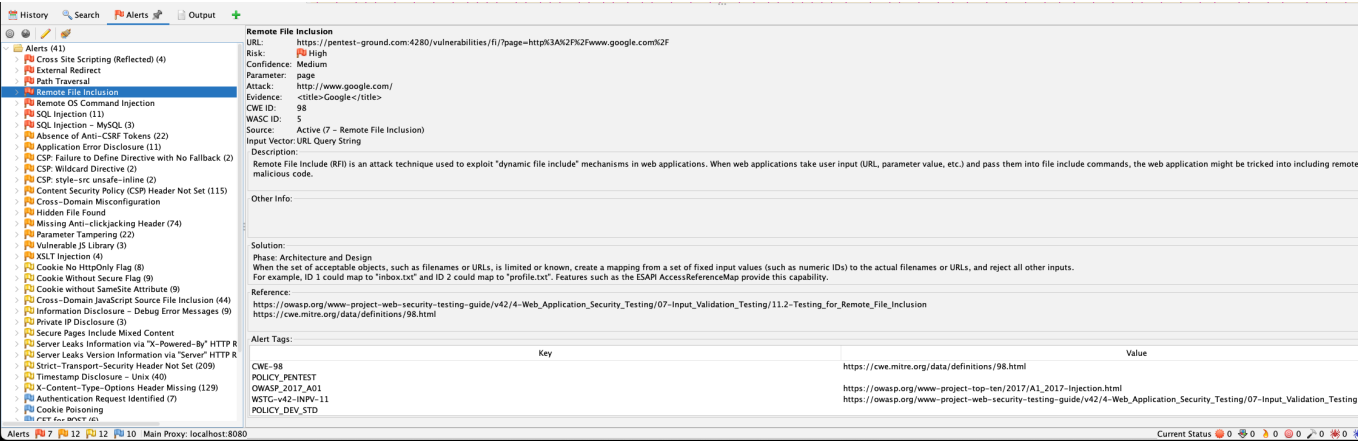 History Search Alerts Output
Alerts (41)
Cross Site Scripting (Reflected) (4)
External Redirect
Path Traversal
Remote File Inclusion
Remote OS Command Injection
SQL Injection (11)
SQL Injection – MySQL (3)
Absence of Anti-CSRF Tokens (22)
Application Error Disclosure (11)
CSP: Failure to Define Directive with No Fallback (2)
CSP: Wildcard Directive (2)
CSP: style-src unsafe-inline (2)
Content Security Policy (CSP) Header Not Set (115)
Cross-Domain Misconfiguration
Hidden File Found
Missing Anti-clickjacking Header (74)
Parameter Tampering (22)
Vulnerable JS Library (3)
XSLT Injection (4)
Cookie No HttpOnly Flag (8)
Cookie Without Secure Flag (9)
Cookie without SameSite Attribute (9)
Cross-Domain JavaScript Source File Inclusion (44)
Information Disclosure – Debug Error Messages (9)
Private IP Disclosure (3)
Secure Pages Include Mixed Content
Server Leaks Information via "X-Powered-By" HTTP R
Server Leaks Version Information via "Server" HTTP R
Strict-Transport-Security Header Not Set (209)
Timestamp Disclosure – Unix (40)
X-Content-Type-Options Header Missing (129)
Authentication Request Identified (7)
Cookie Poisoning
GET for POST (6)
Remote File Inclusion
URL: https://pentest-ground.com:4280/vulnerabilities/fi/?page=http%3A%2F%2Fwww.google.com%2F
Risk: High
Confidence: Medium
Parameter: page
Attack: http://www.google.com/
Evidence: <title>Google</title>
CWE ID: 98
WASC ID: 5
Source: Active (7 – Remote File Inclusion)
Input Vector: URL Query String
Description:
Remote File Include (RFI) is an attack technique used to exploit "dynamic file include" mechanisms in web applications. When web applications take user input (URL, parameter value, etc.) and pass them into file include commands, the web application might be tricked into including remote
malicious code.
Other Info:
Solution:
Phase: Architecture and Design
When the set of acceptable objects, such as filenames or URLs, is limited or known, create a mapping from a set of fixed input values (such as numeric IDs) to the actual filenames or URLs, and reject all other inputs.
For example, ID 1 could map to "inbox.txt" and ID 2 could map to "profile.txt". Features such as the ESAPI AccessReferenceMap provide this capability.
Reference:
https://owasp.org/www-project-web-security-testing-guide/v42/4-Web_Application_Security_Testing/07-Input_Validation_Testing/11.2-Testing_for_Remote_File_Inclusion
https://cwe.mitre.org/data/definitions/98.html
Alert Tags:
Key Value
CWE-98 https://cwe.mitre.org/data/definitions/98.html
POLICY_PENTEST
OWASP_2017_A01 https://owasp.org/www-project-top-ten/2017/A1_2017-Injection.html
WSTG-v42-INPV-11 https://owasp.org/www-project-web-security-testing-guide/v42/4-Web_Application_Security_Testing/07-Input_Validation_Testing
POLICY_DEV_STD
Alerts 7 12 12 10 Main Proxy: localhost:8080 Current Status 0 0 0 0 0 0